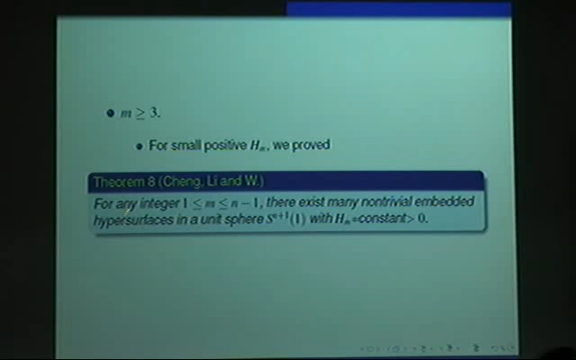 • m ≥ 3.
• For small positive Hₘ, we proved
Theorem 8 (Cheng, Li and W.)
For any integer 1 ≤ m ≤ n − 1, there exist many nontrivial embedded
hypersurfaces in a unit sphere Sⁿ⁺¹(1) with Hₘ=constant> 0.